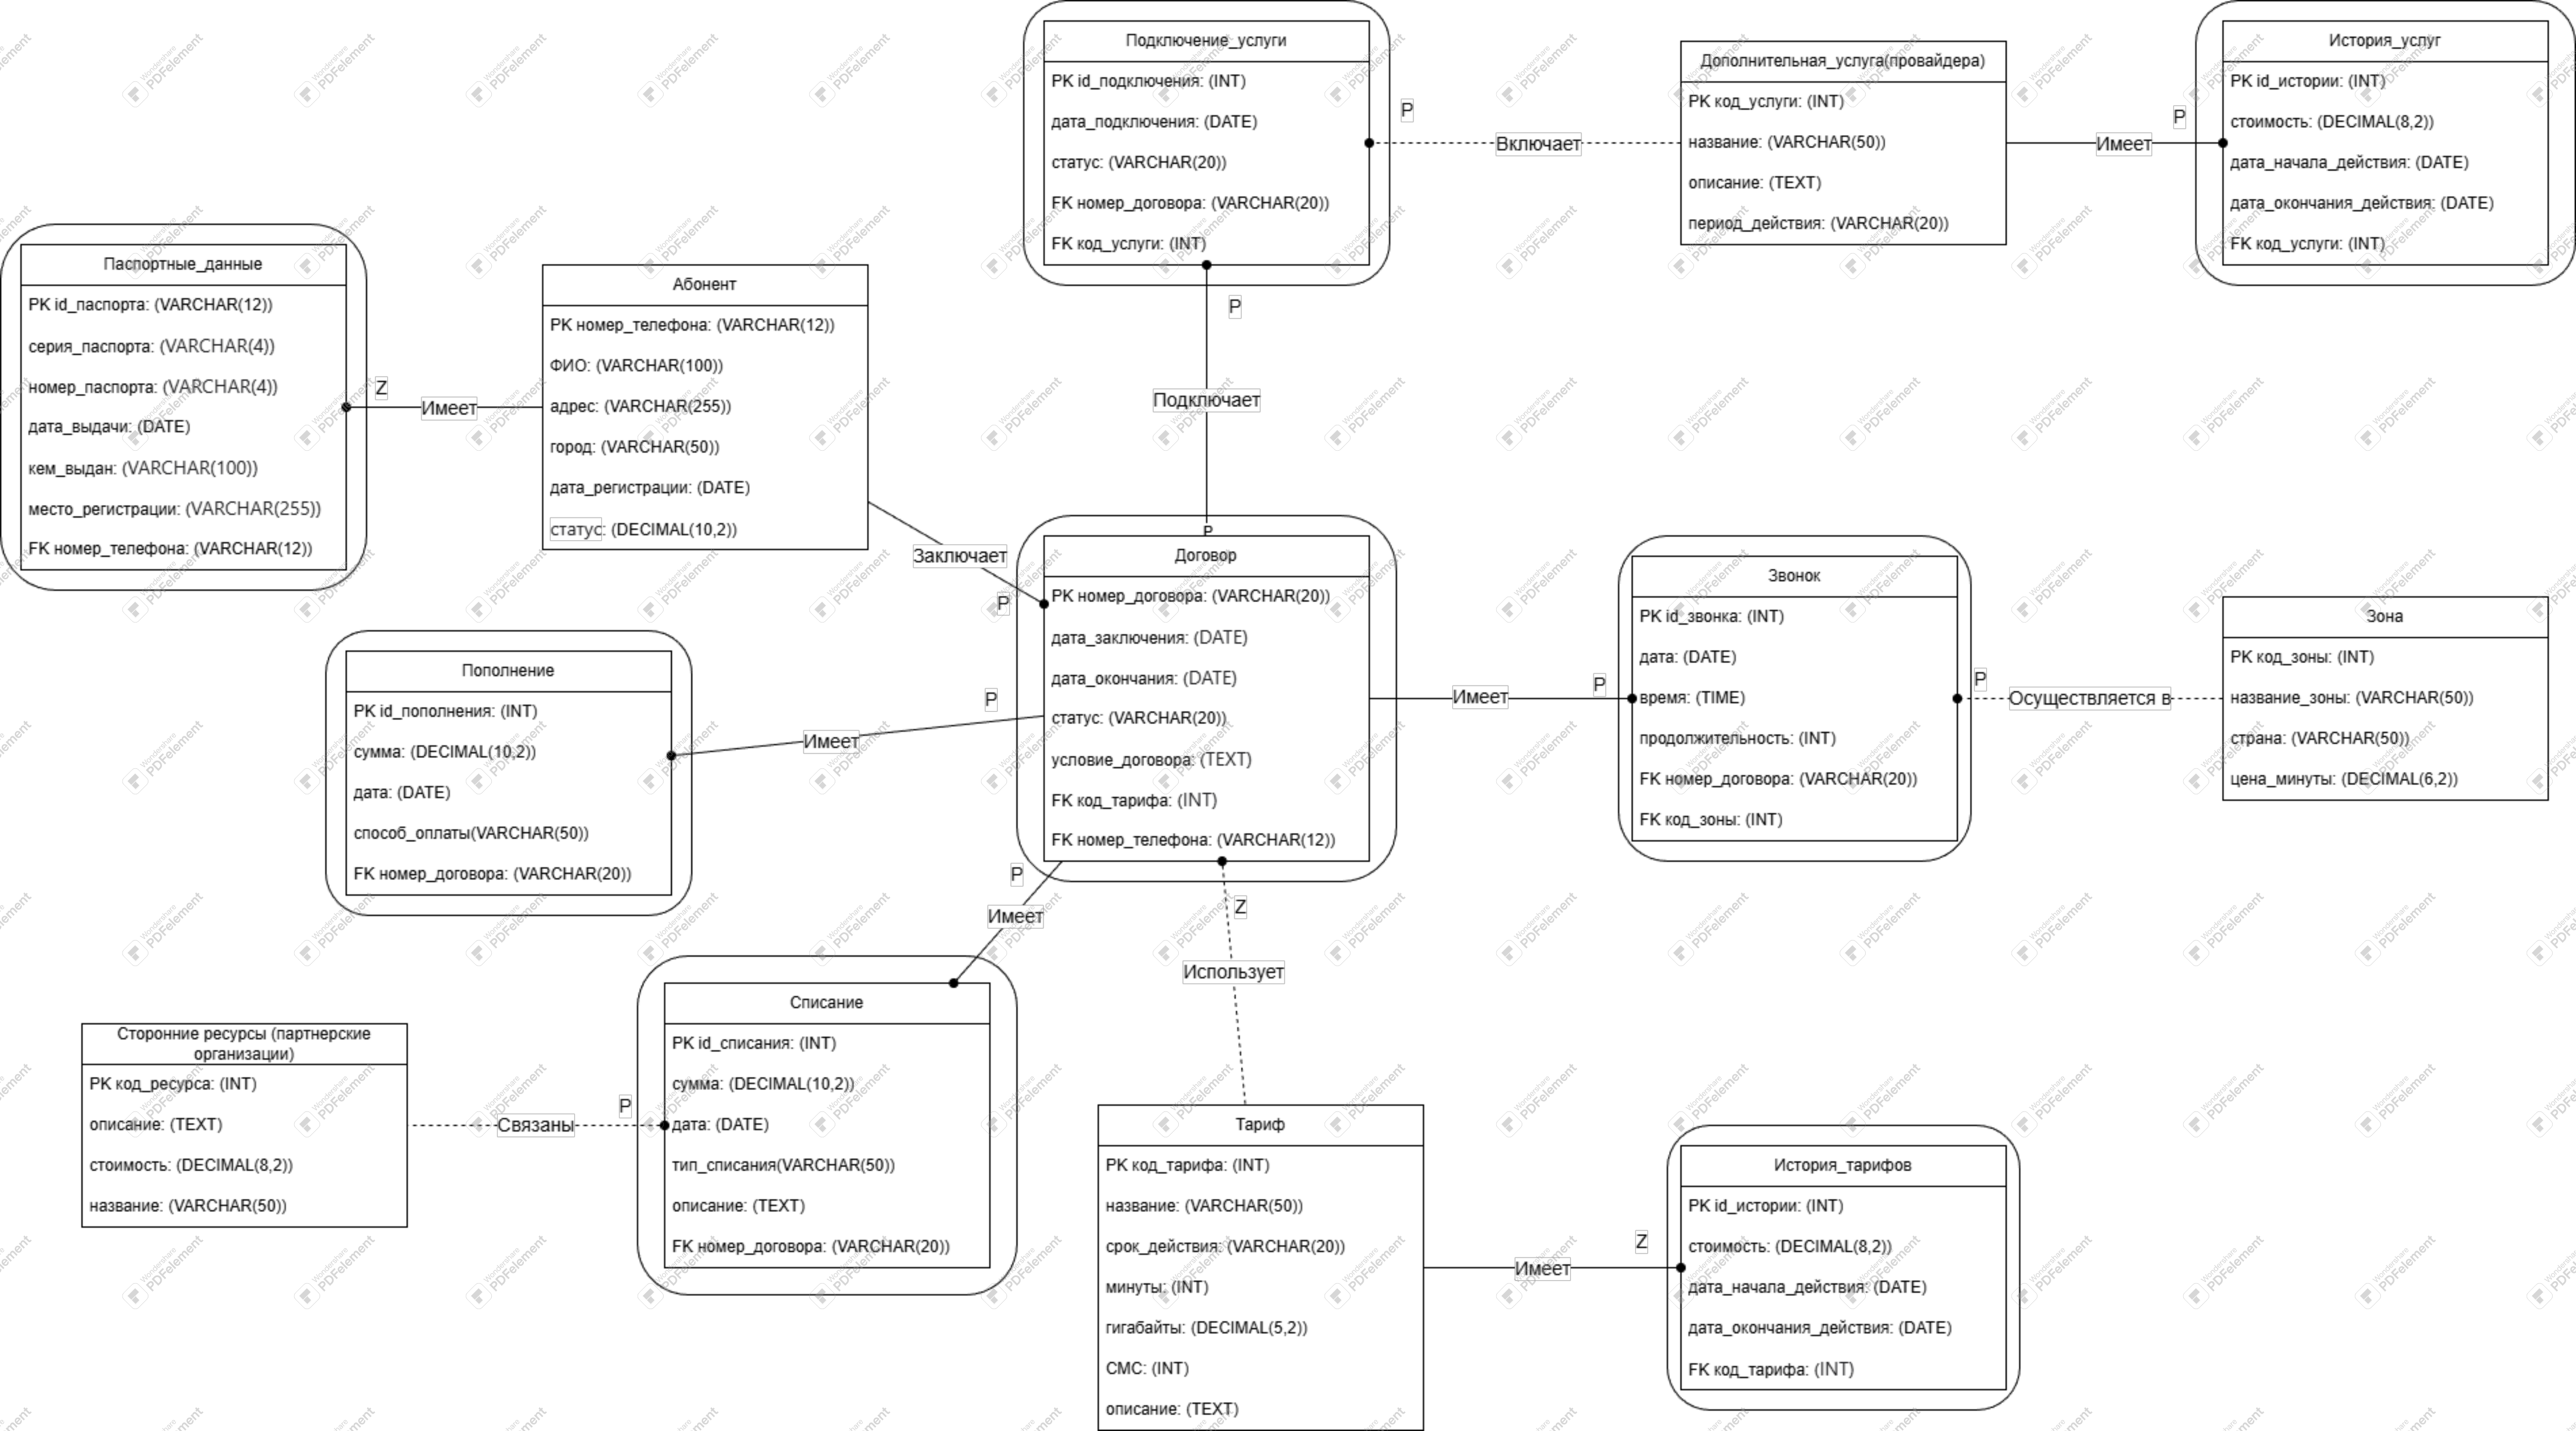 Подключение_услуги
PK id_подключения: (INT)
дата_подключения: (DATE)
статус: (VARCHAR(20))
FK номер_договора: (VARCHAR(20))
FK код_услуги: (INT)
P
Включает
Дополнительная_услуга(провайдера)
PK код_услуги: (INT)
название: (VARCHAR(50))
описание: (TEXT)
период_действия: (VARCHAR(20))
Имеет
P
История_услуг
PK id_истории: (INT)
стоимость: (DECIMAL(8,2))
дата_начала_действия: (DATE)
дата_окончания_действия: (DATE)
FK код_услуги: (INT)
Паспортные_данные
PK id_паспорта: (VARCHAR(12))
серия_паспорта: (VARCHAR(4))
номер_паспорта: (VARCHAR(4))
дата_выдачи: (DATE)
кем_выдан: (VARCHAR(100))
место_регистрации: (VARCHAR(255))
FK номер_телефона: (VARCHAR(12))
Z
Имеет
Абонент
PK номер_телефона: (VARCHAR(12))
ФИО: (VARCHAR(100))
адрес: (VARCHAR(255))
город: (VARCHAR(50))
дата_регистрации: (DATE)
статус: (DECIMAL(10,2))
P
Подключает
P
Заключает
P
Договор
PK номер_договора: (VARCHAR(20))
дата_заключения: (DATE)
дата_окончания: (DATE)
статус: (VARCHAR(20))
условие_договора: (TEXT)
FK код_тарифа: (INT)
FK номер_телефона: (VARCHAR(12))
Имеет
P
Звонок
PK id_звонка: (INT)
дата: (DATE)
время: (TIME)
продолжительность: (INT)
FK номер_договора: (VARCHAR(20))
FK код_зоны: (INT)
P
Осуществляется в
Зона
PK код_зоны: (INT)
название_зоны: (VARCHAR(50))
страна: (VARCHAR(50))
цена_минуты: (DECIMAL(6,2))
Пополнение
PK id_пополнения: (INT)
сумма: (DECIMAL(10,2))
дата: (DATE)
способ_оплаты(VARCHAR(50))
FK номер_договора: (VARCHAR(20))
Имеет
P
P
Имеет
Z
Использует
Сторонние ресурсы (партнерские
организации)
PK код_ресурса: (INT)
описание: (TEXT)
стоимость: (DECIMAL(8,2))
название: (VARCHAR(50))
Связаны
P
Списание
PK id_списания: (INT)
сумма: (DECIMAL(10,2))
дата: (DATE)
тип_списания(VARCHAR(50))
описание: (TEXT)
FK номер_договора: (VARCHAR(20))
Тариф
PK код_тарифа: (INT)
название: (VARCHAR(50))
срок_действия: (VARCHAR(20))
минуты: (INT)
гигабайты: (DECIMAL(5,2))
СМС: (INT)
описание: (TEXT)
Имеет
Z
История_тарифов
PK id_истории: (INT)
стоимость: (DECIMAL(8,2))
дата_начала_действия: (DATE)
дата_окончания_действия: (DATE)
FK код_тарифа: (INT)
Wondershare
PDFelement